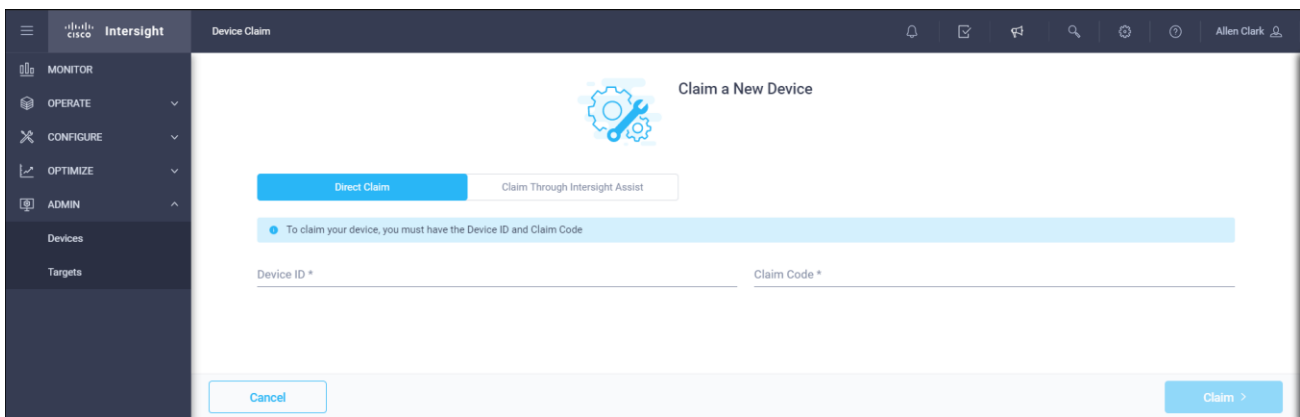 CISCO Intersight
Device Claim
Allen Clark
MONITOR
OPERATE
CONFIGURE
OPTIMIZE
ADMIN
Devices
Targets
Claim a New Device
Direct Claim
Claim Through Intersight Assist
To claim your device, you must have the Device ID and Claim Code
Device ID *
Claim Code *
Cancel
Claim >